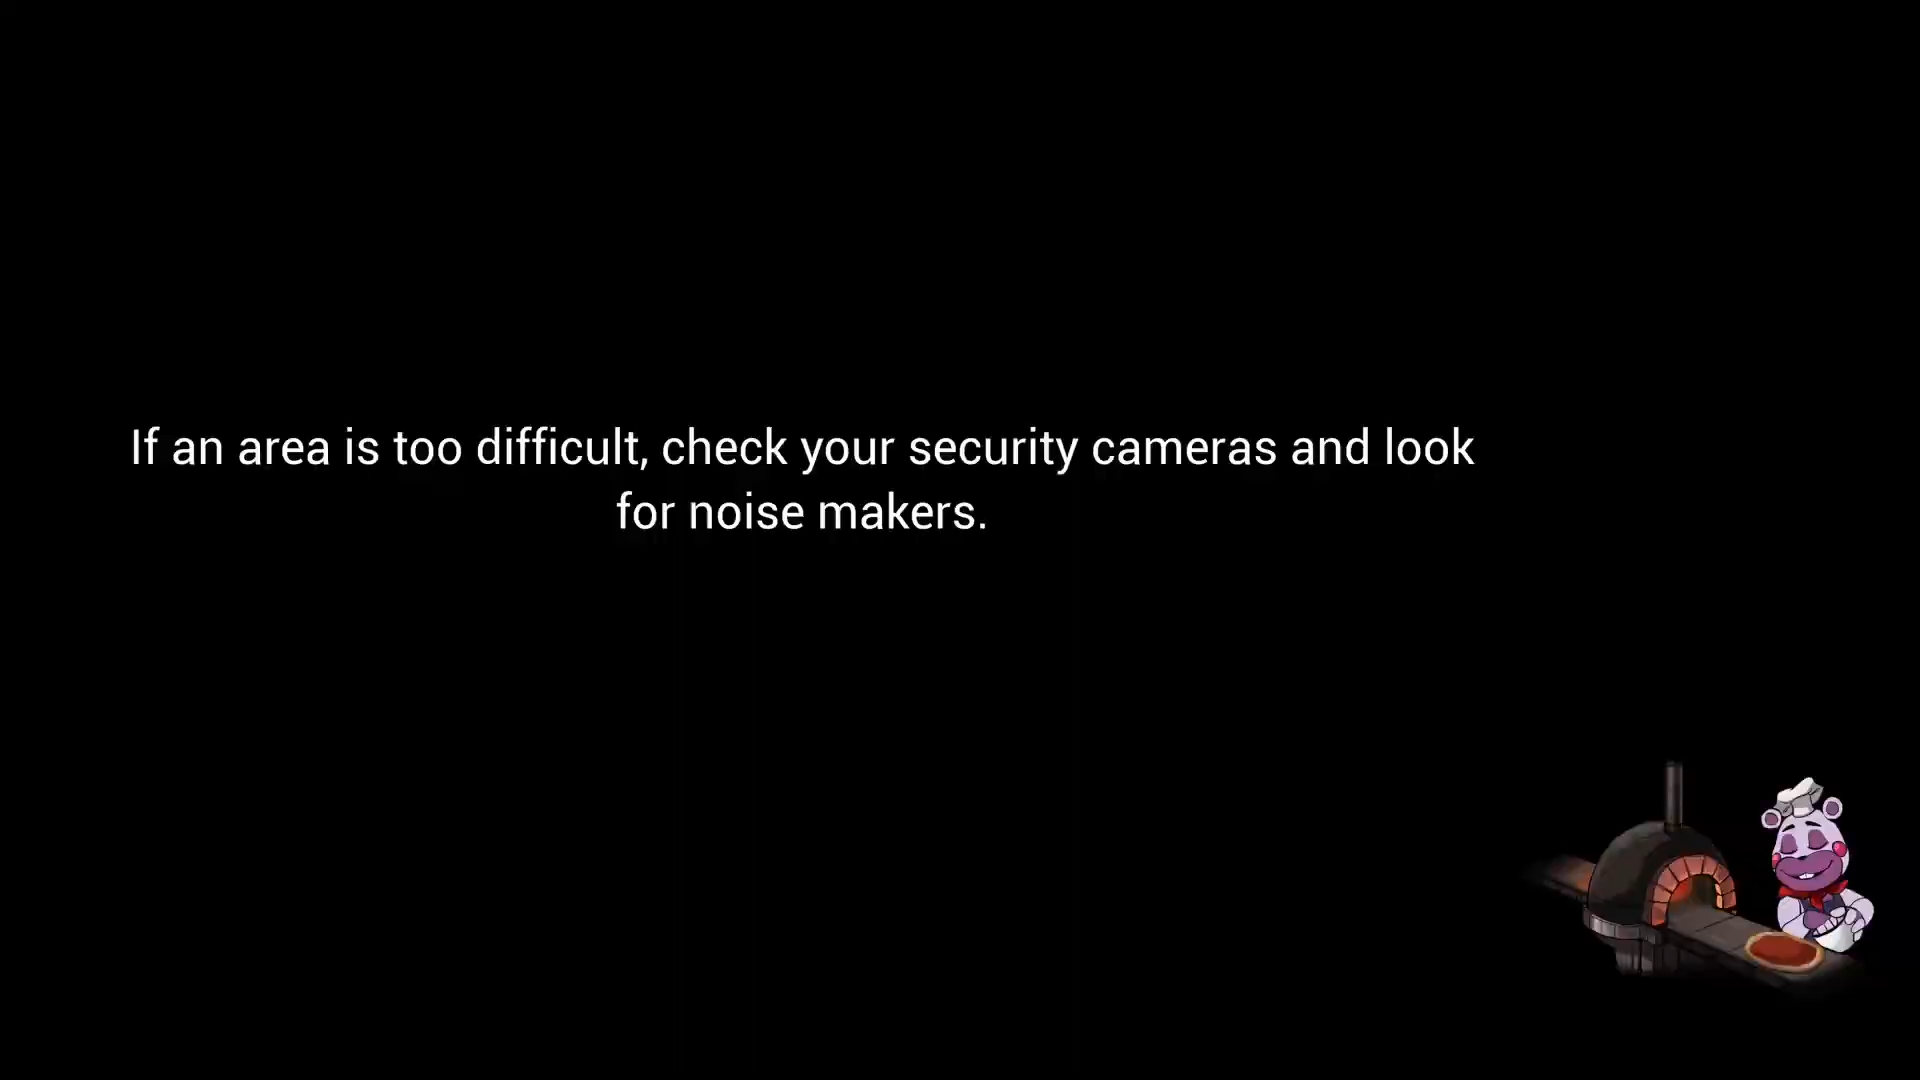 If an area is too difficult, check your security cameras and look
for noise makers.